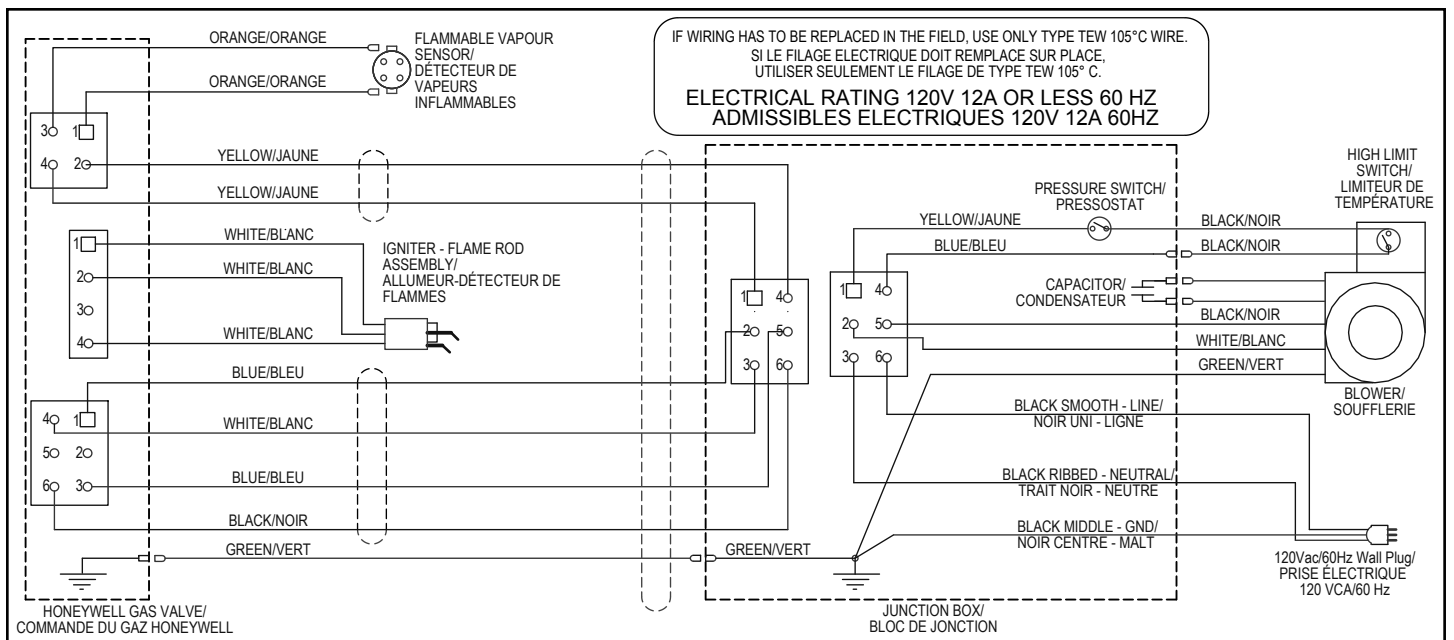 ORANGE/ORANGE
ORANGE/ORANGE
FLAMMABLE VAPOUR
SENSOR/
DÉTECTEUR DE
VAPEURS
INFLAMMABLES
IF WIRING HAS TO BE REPLACED IN THE FIELD, USE ONLY TYPE TEW 105°C WIRE.
SI LE FILAGE ELECTRIQUE DOIT REMPLACE SUR PLACE,
UTILISER SEULEMENT LE FILAGE DE TYPE TEW 105° C.
ELECTRICAL RATING 120V 12A OR LESS 60 HZ
ADMISSIBLES ELECTRIQUES 120V 12A 60HZ
3 1
4 2
YELLOW/JAUNE
YELLOW/JAUNE
1
2
3
4
WHITE/BLANC
WHITE/BLANC
WHITE/BLANC
IGNITER - FLAME ROD
ASSEMBLY/
ALLUMEUR-DÉTECTEUR DE
FLAMMES
4 1
5 2
6 3
BLUE/BLEU
WHITE/BLANC
BLUE/BLEU
BLACK/NOIR
GREEN/VERT
HONEYWELL GAS VALVE/
COMMANDE DU GAZ HONEYWELL
1 4
2 5
3 6
1 4
2 5
3 6
YELLOW/JAUNE
BLUE/BLEU
PRESSURE SWITCH/
PRESSOSTAT
BLACK/NOIR
BLACK/NOIR
HIGH LIMIT
SWITCH/
LIMITEUR DE
TEMPÉRATURE
CAPACITOR/
CONDENSATEUR
BLACK/NOIR
WHITE/BLANC
GREEN/VERT
BLOWER/
SOUFFLERIE
BLACK SMOOTH - LINE/
NOIR UNI - LIGNE
BLACK RIBBED - NEUTRAL/
TRAIT NOIR - NEUTRE
BLACK MIDDLE - GND/
NOIR CENTRE - MALT
GREEN/VERT
120Vac/60Hz Wall Plug/
PRISE ÉLECTRIQUE
120 VCA/60 Hz
JUNCTION BOX/
BLOC DE JONCTION